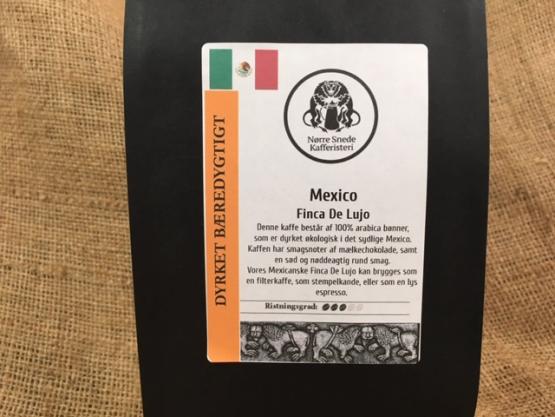 Nørre Snede
Kafferisteri
DYRKET BÆREDYGTIGT
Mexico
Finca De Lujo
Denne kaffe består af 100% arabica bønner,
som er dyrket økologisk i det sydlige Mexico.
Kaffen har smagsnoter af mælkechokolade, samt
en sød og nøddeagtig rund smag.
Vores Mexicanske Finca De Lujo kan brygges som
en filterkaffe, som stempelkande, eller som en lys
espresso.
Ristningsgrad: